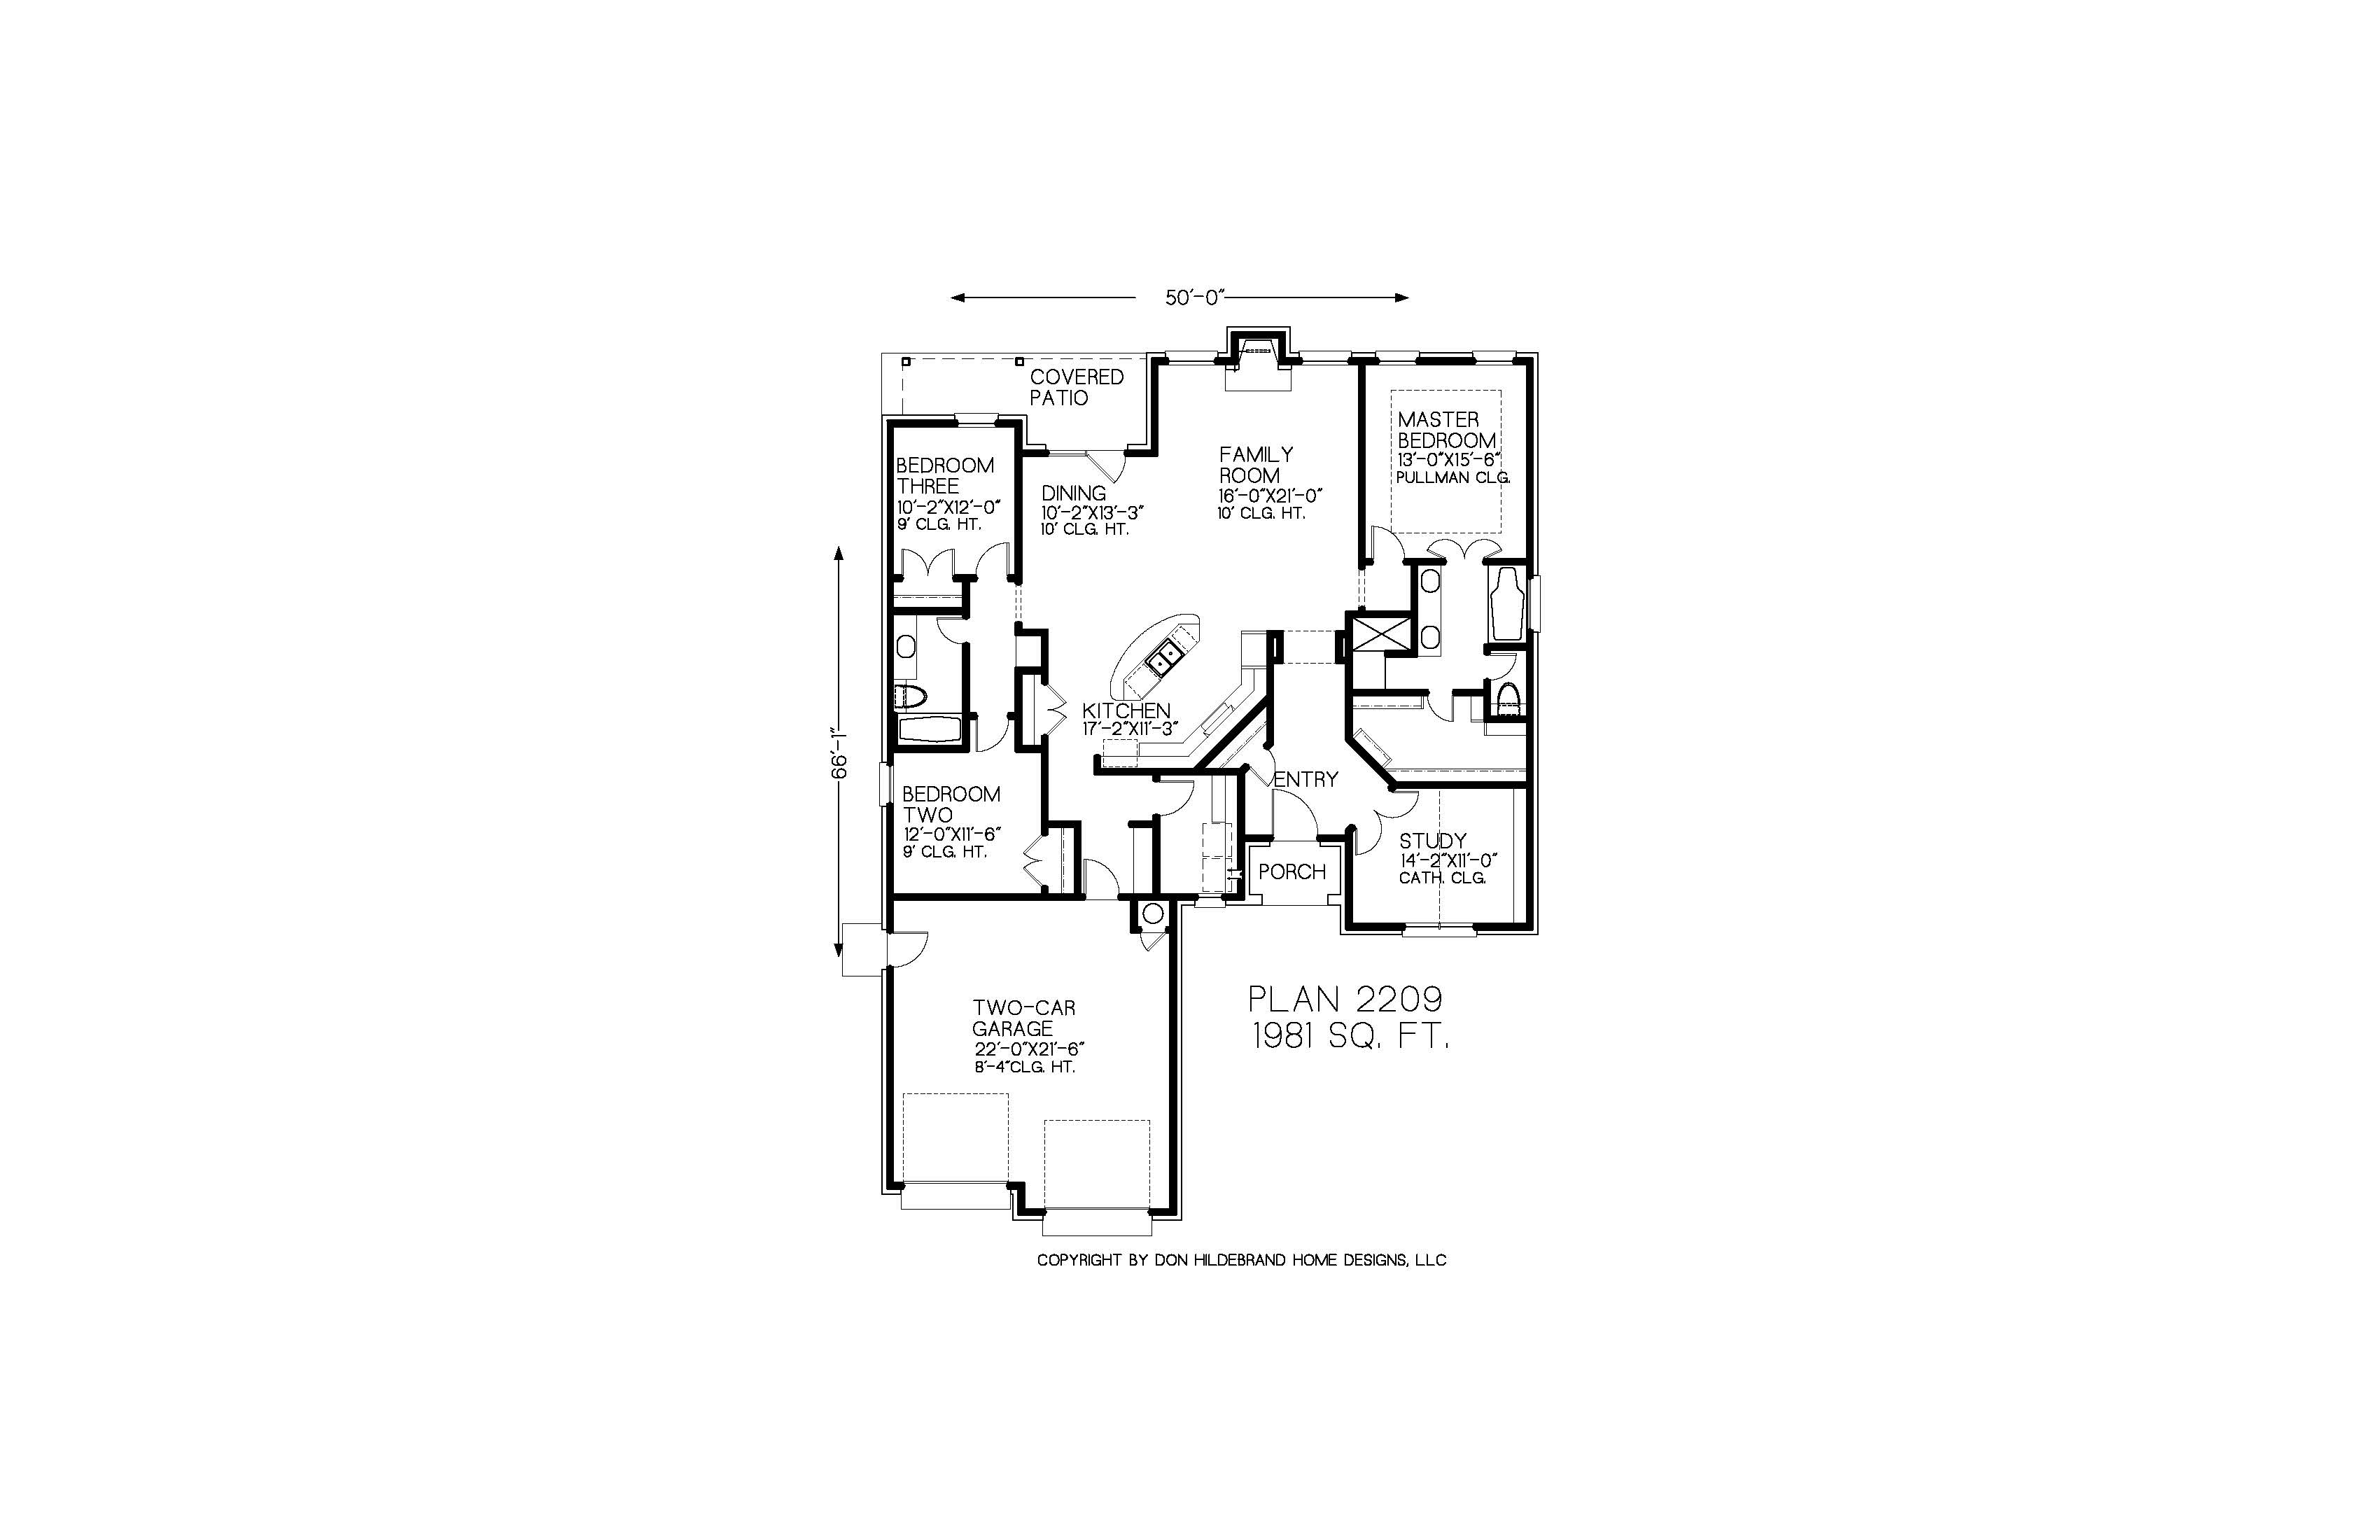 50'-0"
COVERED
PATIO
MASTER
BEDROOM
13'-0"X15'-6"
PULLMAN CLG.
FAMILY
ROOM
16'-0"X21'-0"
10' CLG. HT.
BEDROOM
THREE
10'-2"X12'-0"
9' CLG. HT.
DINING
10'-2"X13'-3"
10' CLG. HT.
KITCHEN
17'-2"X11'-3"
66'-1"
ENTRY
BEDROOM
TWO
12'-0"X11'-6"
9' CLG. HT.
STUDY
14'-2"X11'-0"
CATH. CLG.
PORCH
TWO-CAR
GARAGE
22'-0"X21'-6"
8'-4"CLG. HT.
PLAN 2209
1981 SQ. FT.
COPYRIGHT BY DON HILDEBRAND HOME DESIGNS, LLC